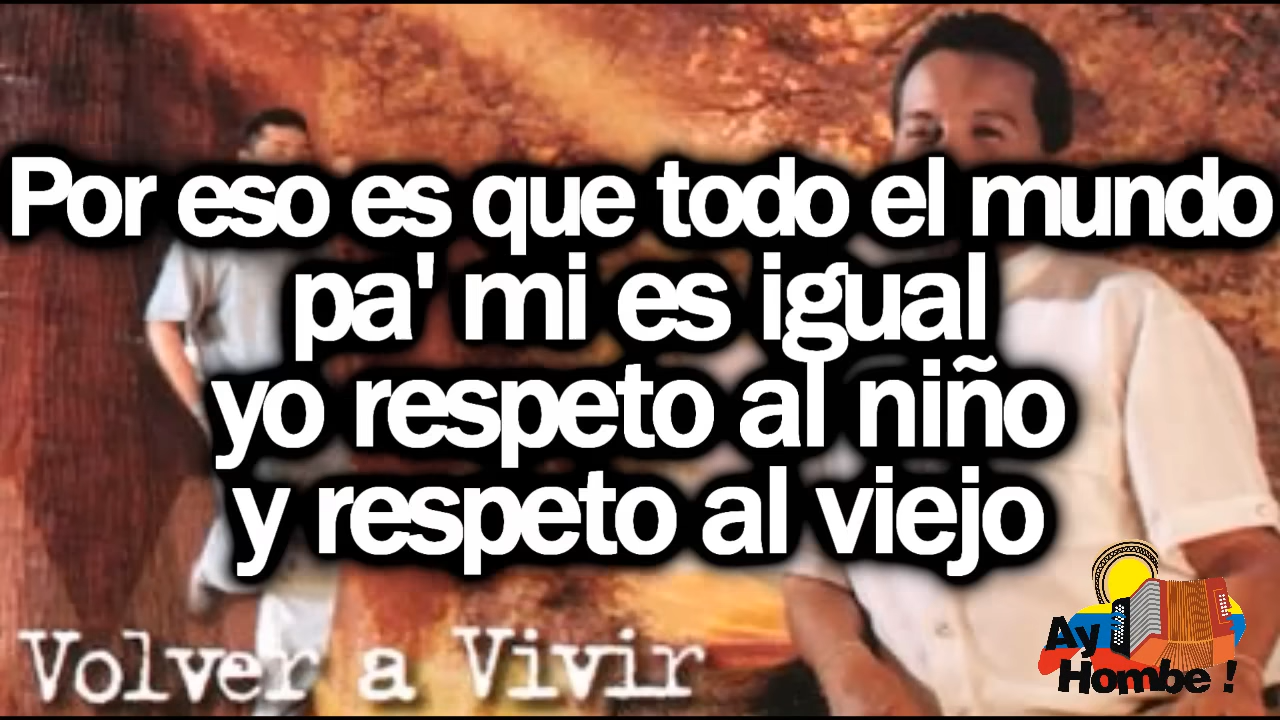 Por eso es que todo el mundo
pa' mi es igual
yo respeto al niño
y respeto al viejo
Volver a Vivir
Ay
Hombe !